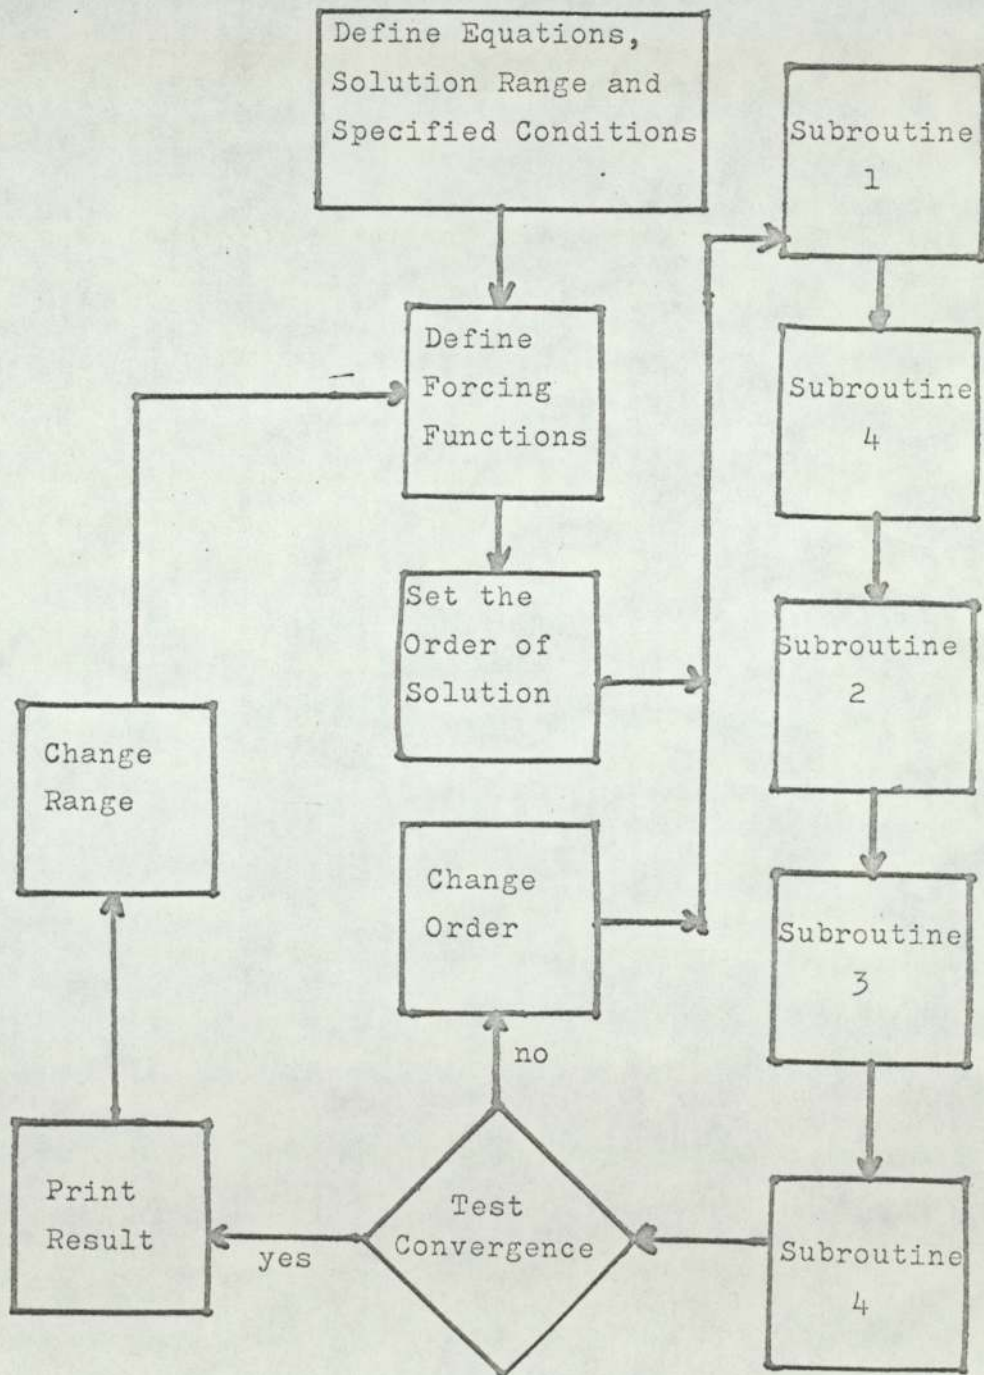 Define Equations,
Solution Range and
Specified Conditions
Define
Forcing
Functions
Set the
Order of
Solution
Change
Order
no
Test
Convergence
yes
Print
Result
Change
Range
Subroutine
1
Subroutine
4
Subroutine
2
Subroutine
3
Subroutine
4